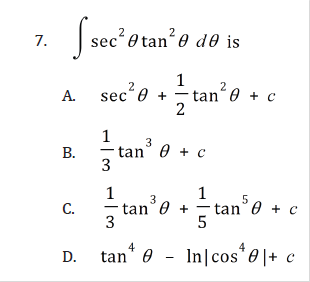 7. ∫ sec²θ tan²θ dθ is
A. sec²θ + 1/2 tan²θ + c
B. 1/3 tan³θ + c
C. 1/3 tan³θ + 1/5 tan⁵θ + c
D. tan⁴θ - ln|cos⁴θ|+ c